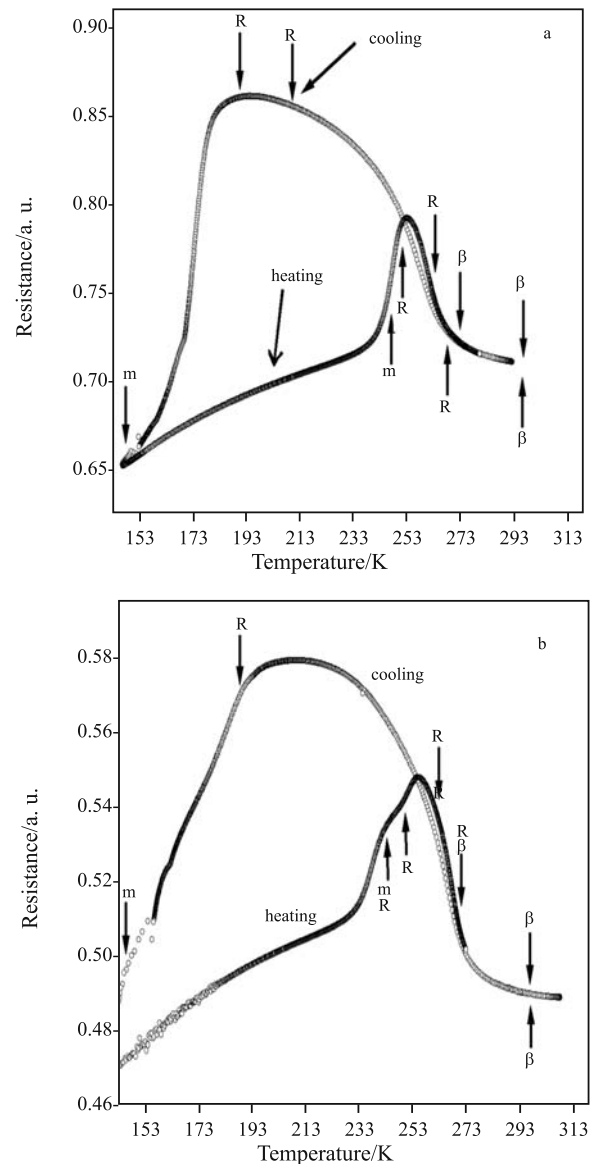 a
0.90
R
R
cooling
0.85
0.80
R
β
β
heating
0.75
R
m
m
R
β
0.70
0.65
153 173 193 213 233 253 273 293 313
Temperature/K
Resistance/a. u.
b
R
0.58
cooling
0.56
R
R
0.54
R
β
R
0.52
m
m
R
heating
β
0.50
0.48
β
0.46
153 173 193 213 233 253 273 293 313
Temperature/K
Resistance/a. u.